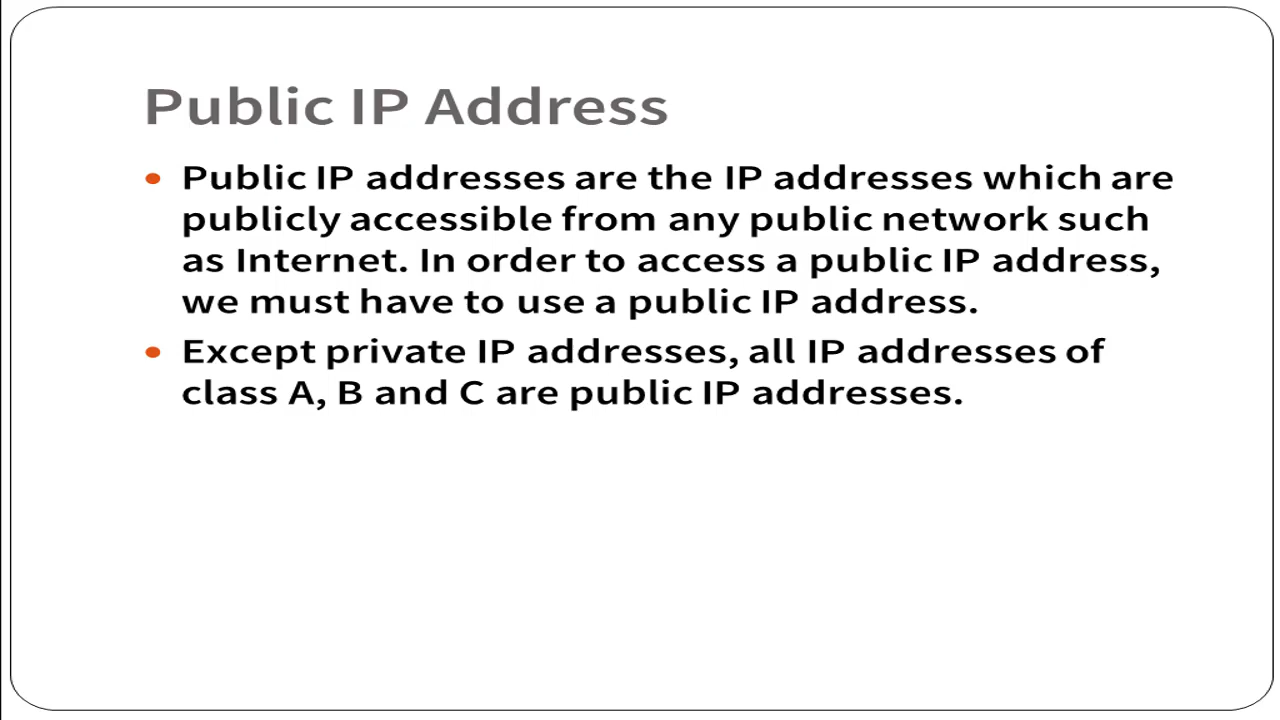 Public IP Address
• Public IP addresses are the IP addresses which are
publicly accessible from any public network such
as Internet. In order to access a public IP address,
we must have to use a public IP address.
• Except private IP addresses, all IP addresses of
class A, B and C are public IP addresses.